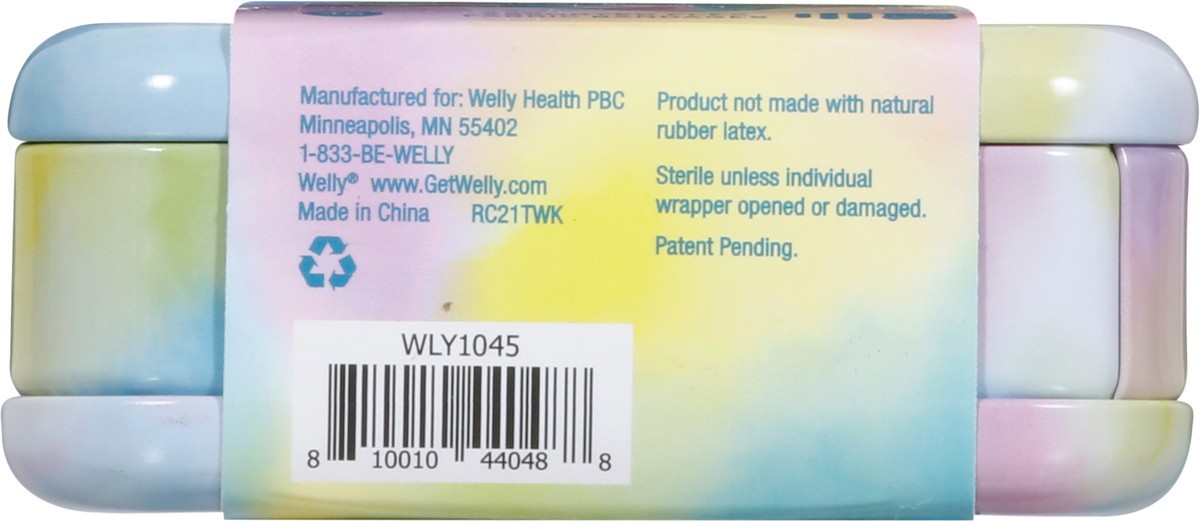 Manufactured for: Welly Health PBC
Minneapolis, MN 55402
1-833-BE-WELLY
Welly® www.GetWelly.com
Made in China RC21TWK
Product not made with natural
rubber latex.
Sterile unless individual
wrapper opened or damaged.
Patent Pending.
WLY1045
8 10010 44048 8